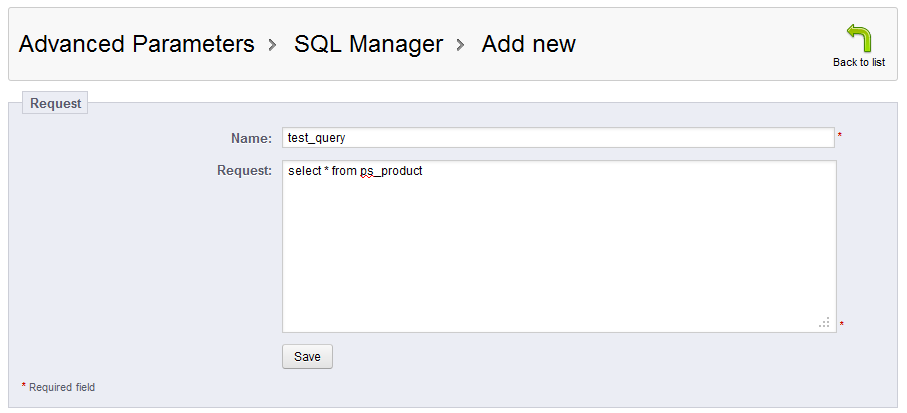 Advanced Parameters > SQL Manager > Add new
Back to list
Request
Name: test_query *
Request: select * from ps_product
*
Save
* Required field